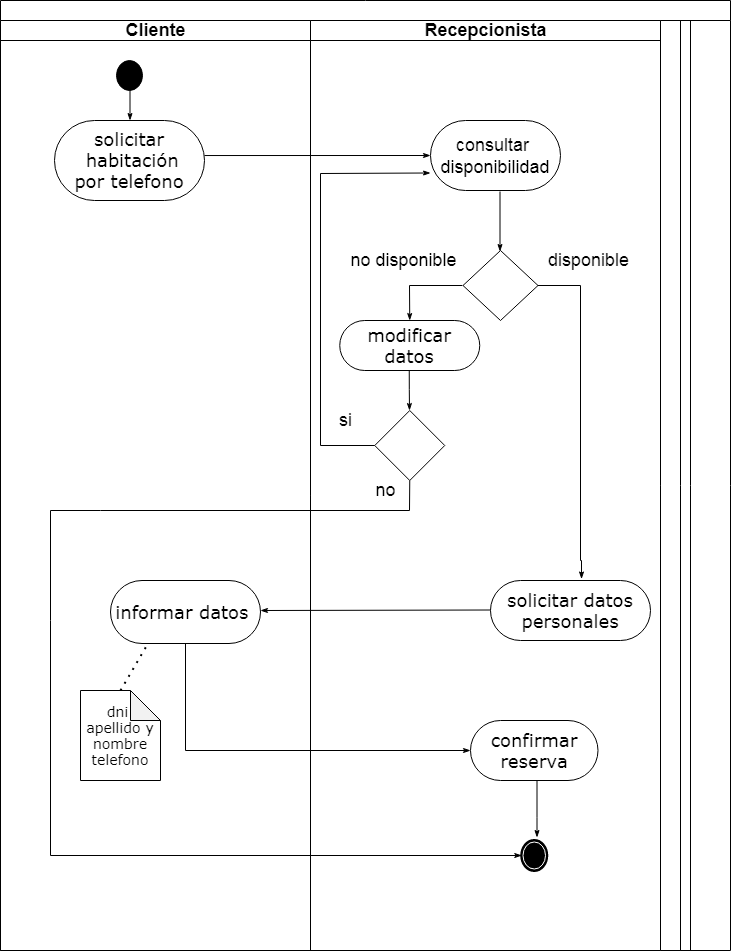 Cliente
Recepcionista
solicitar
habitación
por telefono
consultar
disponibilidad
no disponible
disponible
modificar
datos
si
no
informar datos
solicitar datos
personales
dni
apellido y
nombre
telefono
confirmar
reserva